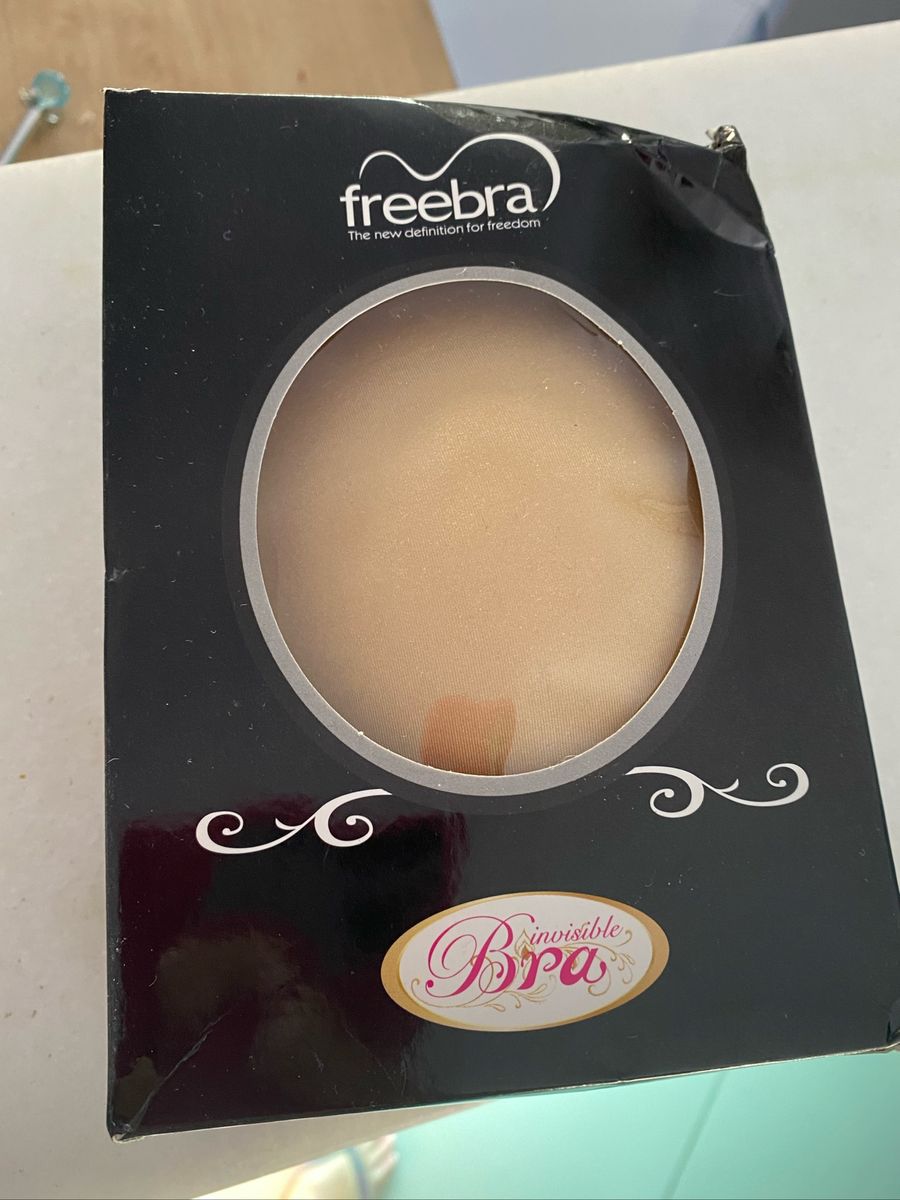 freebra
The new definition for freedom
invisible
Bra